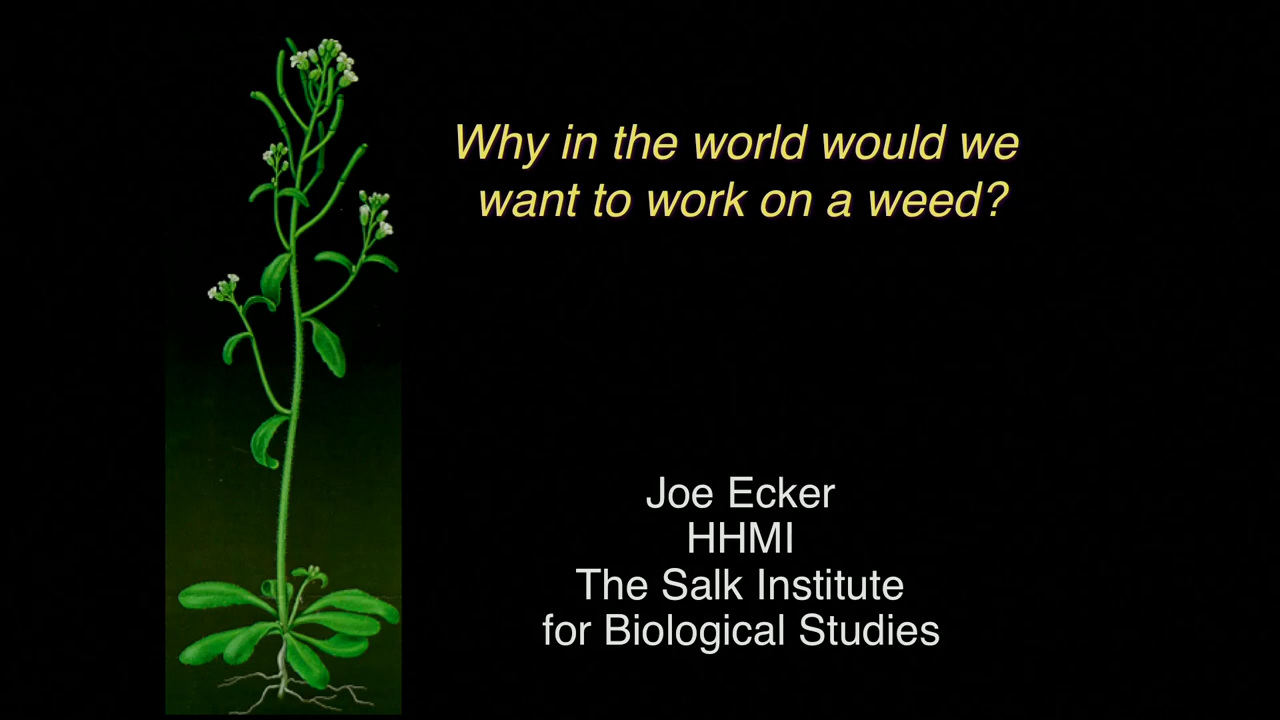 Why in the world would we
want to work on a weed?
Joe Ecker
HHMI
The Salk Institute
for Biological Studies